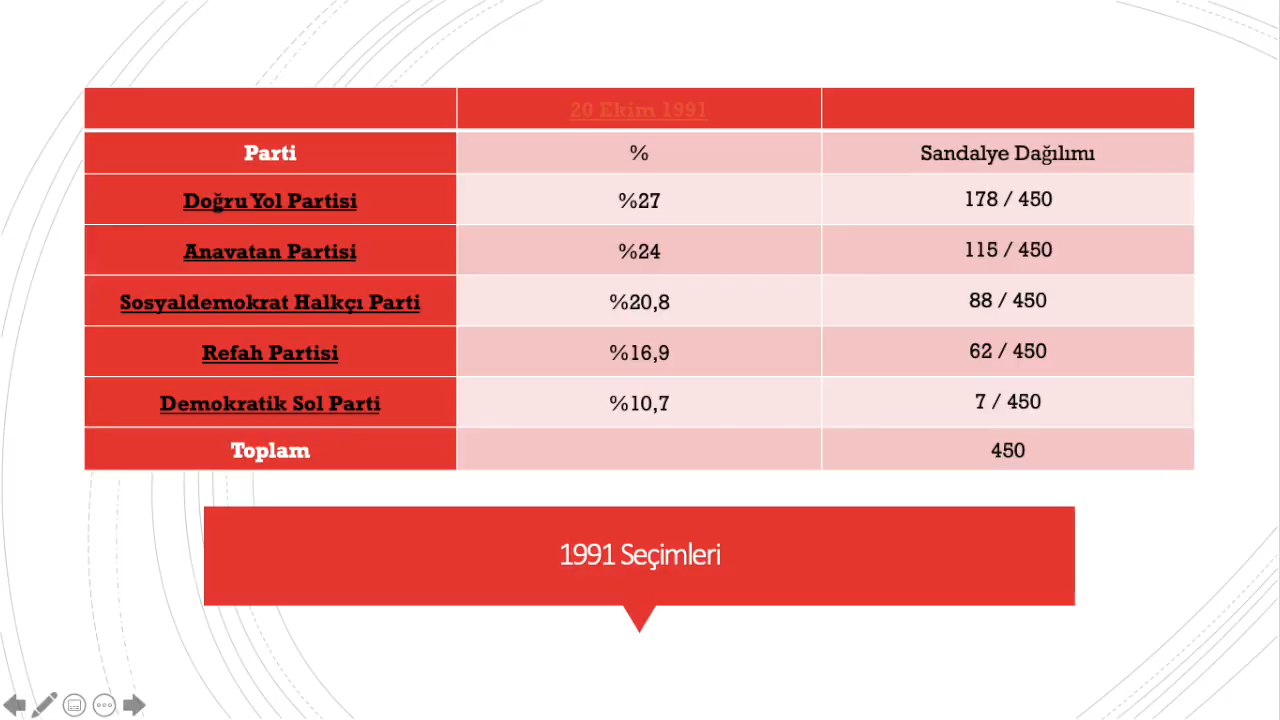 20 Ekim 1991
Parti % Sandalye Dağılımı
Doğru Yol Partisi %27 178 / 450
Anavatan Partisi %24 115 / 450
Sosyaldemokrat Halkçı Parti %20,8 88 / 450
Refah Partisi %16,9 62 / 450
Demokratik Sol Parti %10,7 7 / 450
Toplam 450
1991 Seçimleri